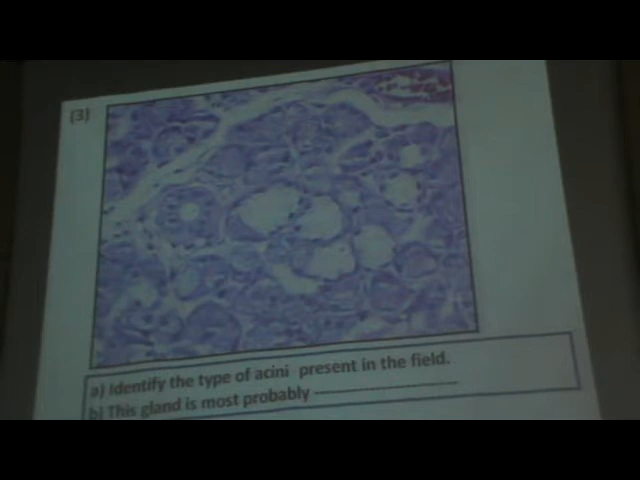 (3)
a) Identify the type of acini present in the field.
b) This gland is most probably